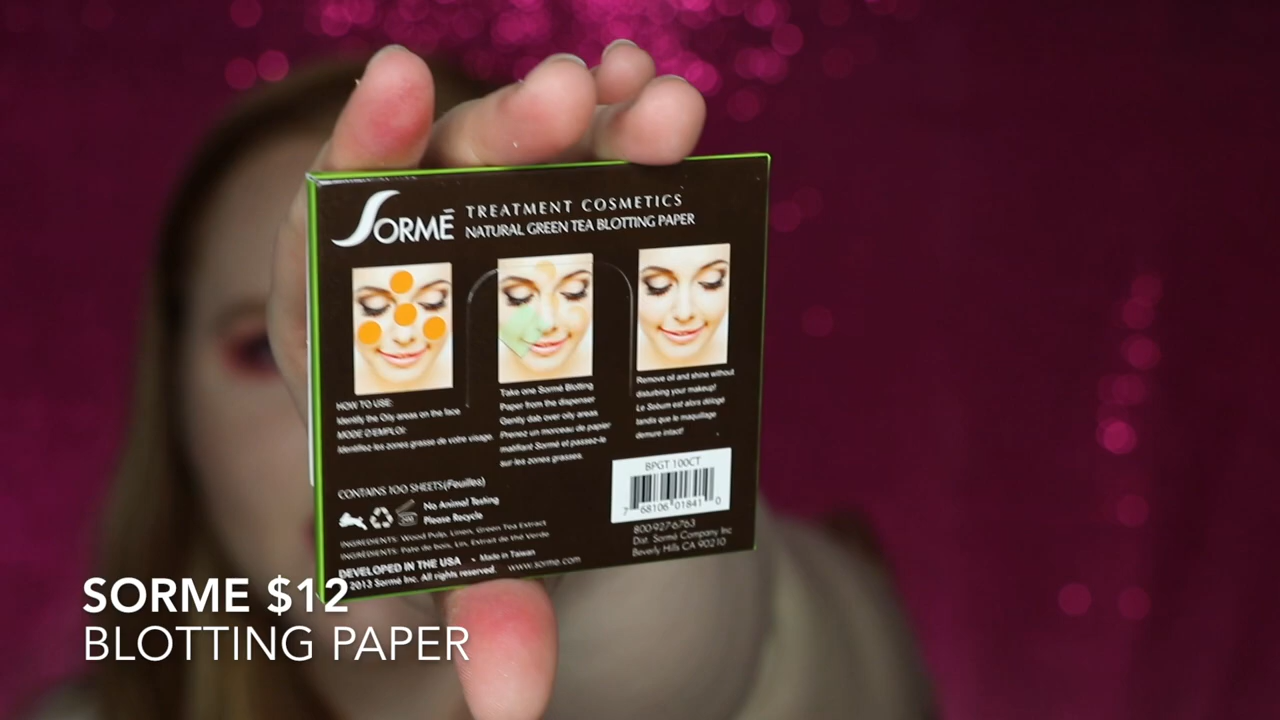 SORMĒ TREATMENT COSMETICS
NATURAL GREEN TEA BLOTTING PAPER
HOW TO USE:
Identify the Oily areas on the face
MODE D'EMPLOI:
Identifiez les zones grasse de votre visage.
Take one Sormé Blotting
Paper from the dispenser
Gently dab over oily areas
Prenez un morceau de papier
matifiant Sormé et passez-le
sur les zones grasses.
Remove oil and shine without
disturbing your makeup!
Le Sebum est alors délogé
tandis que le maquillage
demure intact!
BPGT 100CT
7 68106 01841 0
CONTAINS 100 SHEETS(Feuilles)
No Animal Testing
Please Recycle
INGREDIENTS: Wood Pulp, Linen, Green Tea Extract
INGREDIENTS: Pate de bois, Lin, Extrait de the Verde
DEVELOPED IN THE USA • Made in Taiwan
©2013 Sormé Inc. All rights reserved. www.sorme.com
800-927-6763
Dist. Sormé Company Inc
Beverly Hills CA 90210
SORME $12
BLOTTING PAPER